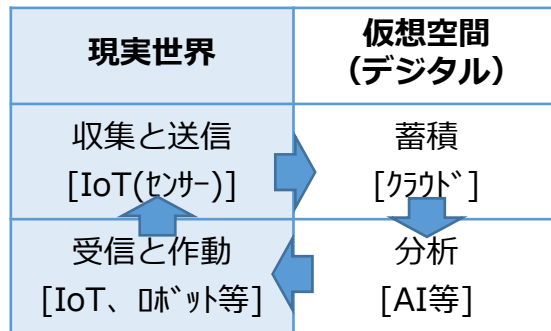 現実世界
仮想空間
（デジタル）
収集と送信
[IoT(ｾﾝｻｰ)]
蓄積
[ｸﾗｳﾄﾞ]
受信と作動
[IoT、ﾛﾎﾞｯﾄ等]
分析
[AI等]